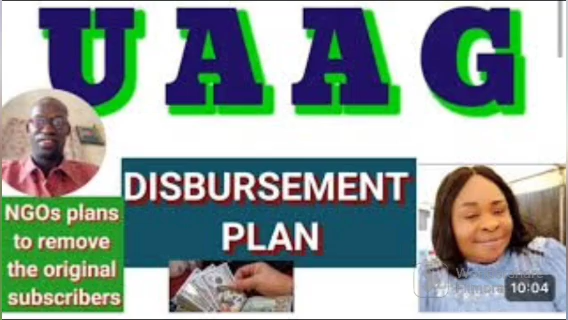 UAAG
DISBURSEMENT
PLAN
NGOs plans
to remove
the original
subscribers
10:04